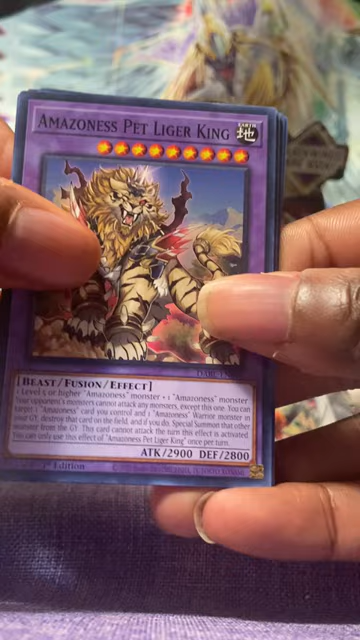 AMAZONESS PET LIGER KING
EARTH
地
[BEAST/FUSION/EFFECT]
1 Level 5 or higher "Amazoness" monster + 1 "Amazoness" monster
Your opponent's monsters cannot attack any monsters, except this one. You can
target 1 "Amazoness" card you control and 1 "Amazoness" Warrior monster in
your GY; destroy that card on the field, and if you do, Special Summon that other
monster from the GY. This card cannot attack the turn this effect is activated.
You can only use this effect of "Amazoness Pet Liger King" once per turn.
ATK/2900 DEF/2800
1st Edition